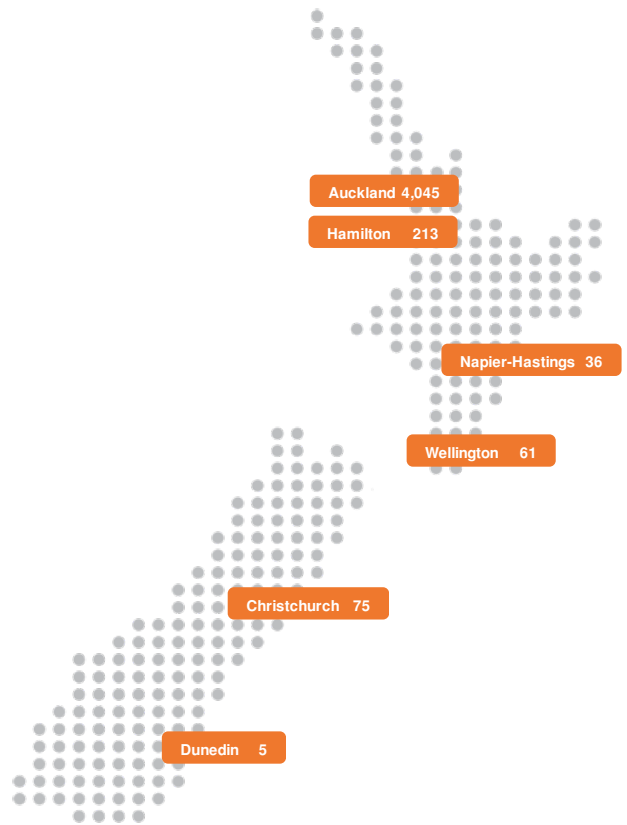 Auckland 4,045
Hamilton 213
Napier-Hastings 36
Wellington 61
Christchurch 75
Dunedin 5